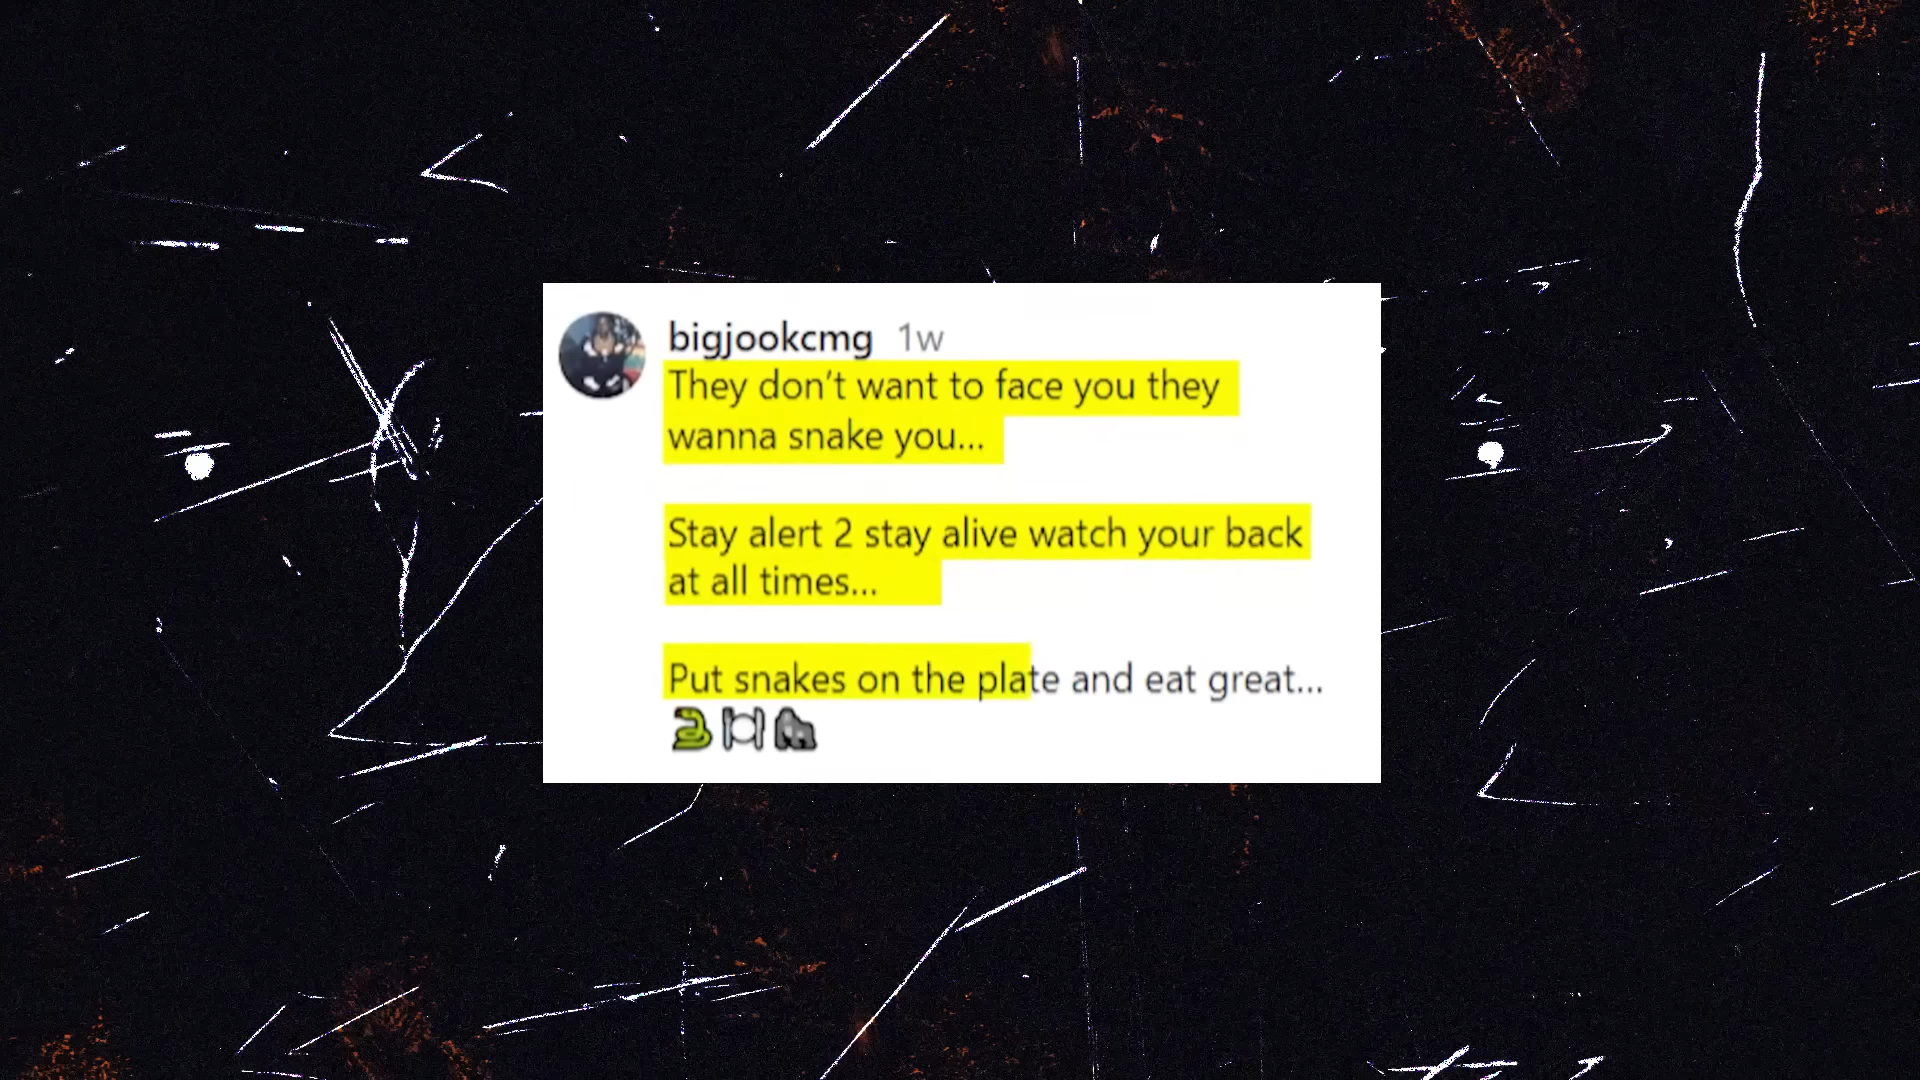 bigjookcmg 1w
They don’t want to face you they
wanna snake you...
Stay alert 2 stay alive watch your back
at all times...
Put snakes on the plate and eat great...
🐍🍽🦍